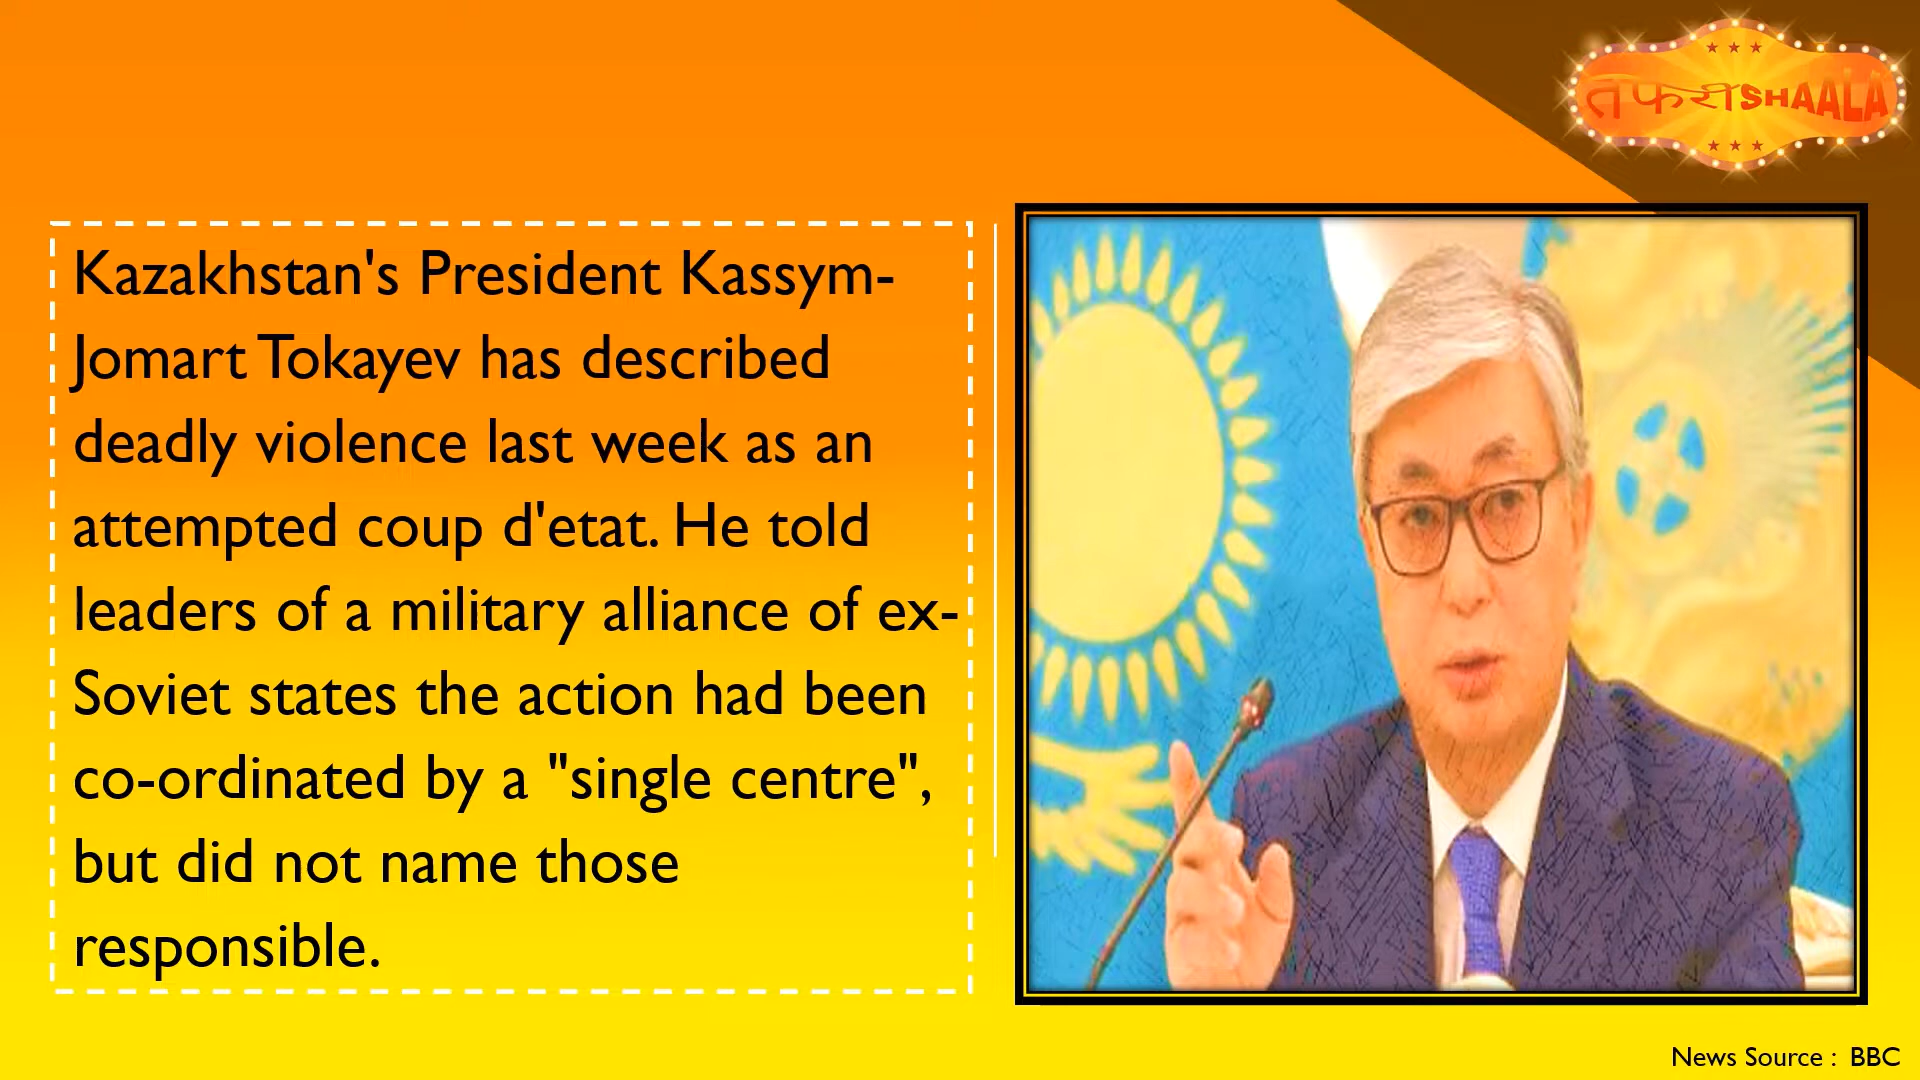 तफरीSHAALA
Kazakhstan's President Kassym-
Jomart Tokayev has described
deadly violence last week as an
attempted coup d'etat. He told
leaders of a military alliance of ex-
Soviet states the action had been
co-ordinated by a "single centre",
but did not name those
responsible.
News Source : BBC